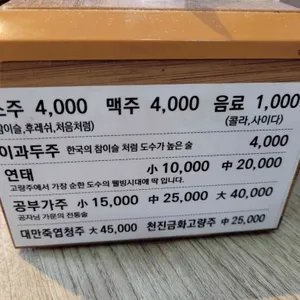 소주 4,000 맥주 4,000 음료 1,000
참이슬,후레쉬,처음처럼) (콜라,사이다)
이과두주 한국의 참이슬 처럼 도수가 높은 술 4,000
연태 小 10,000 中 20,000
고량주에서 가장 순한 도수의 웰빙시대에 딱 입니다.
공부가주 小 15,000 中 25,000 大 40,000
공자님 가문의 전통술
대만죽엽청주 大 45,000 천진금화고량주 中 25,000